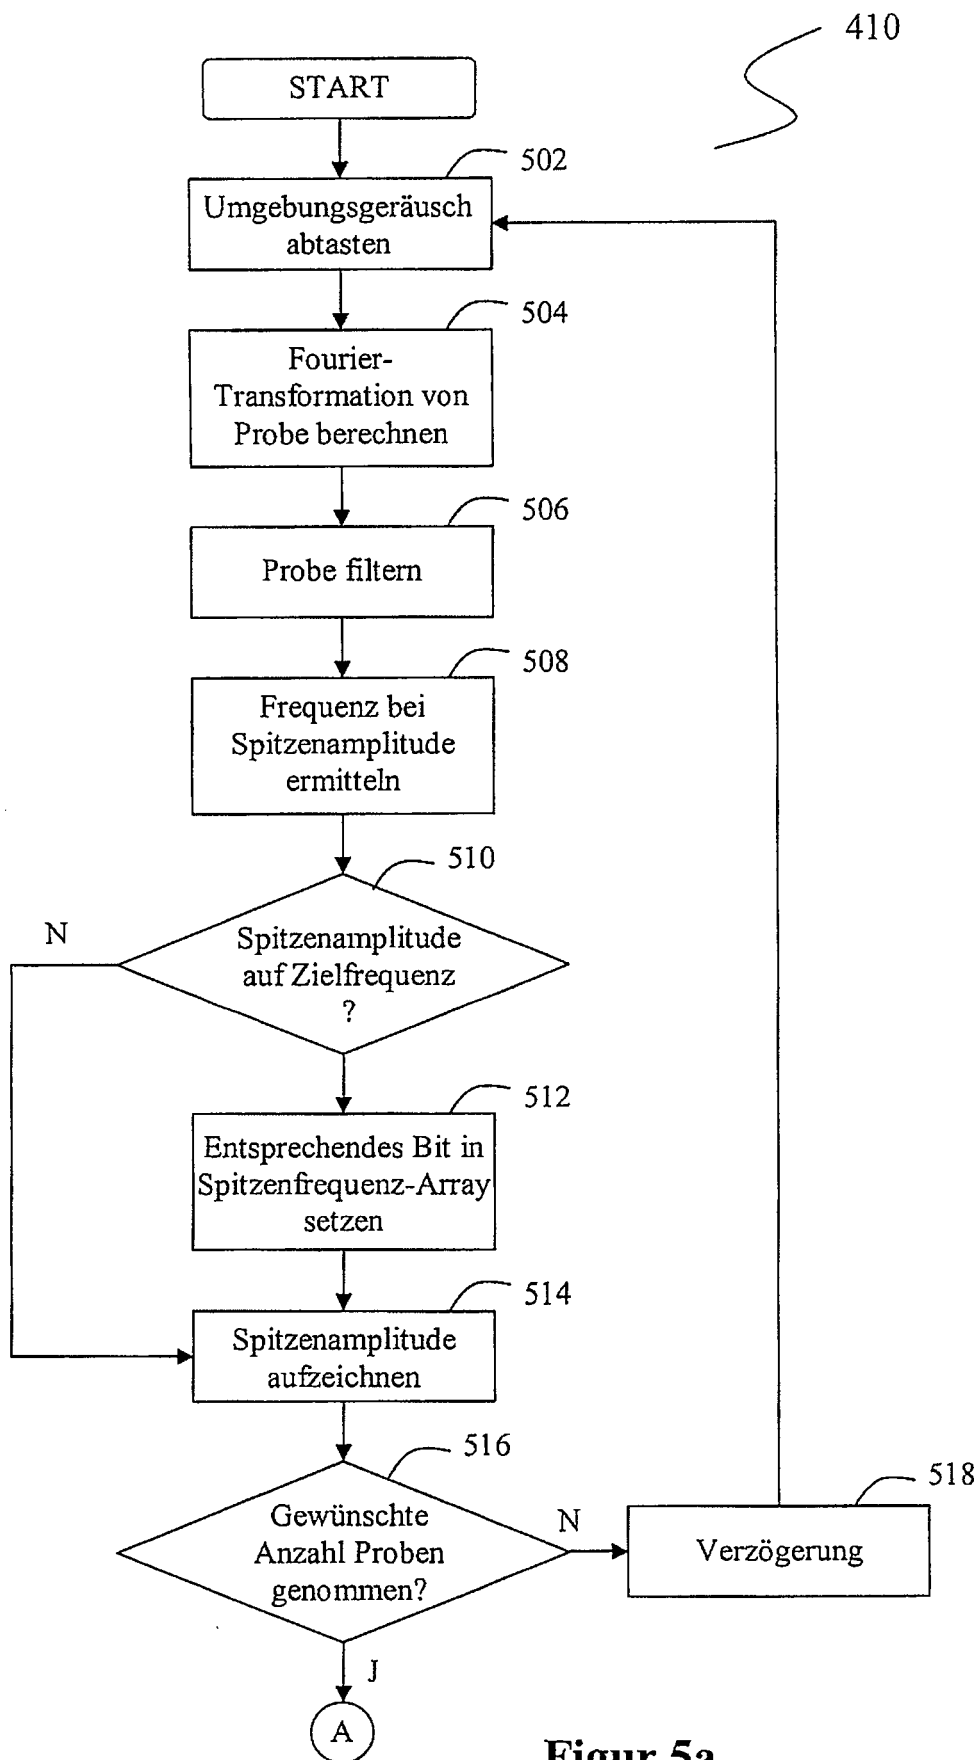 410
START
502
Umgebungsgeräusch
abtasten
504
Fourier-
Transformation von
Probe berechnen
506
Probe filtern
508
Frequenz bei
Spitzenamplitude
ermitteln
510
N
Spitzenamplitude
auf Zielfrequenz
?
512
Entsprechendes Bit in
Spitzenfrequenz-Array
setzen
514
Spitzenamplitude
aufzeichnen
516
Gewünschte
Anzahl Proben
genommen?
N
518
Verzögerung
J
A
Figur 5a